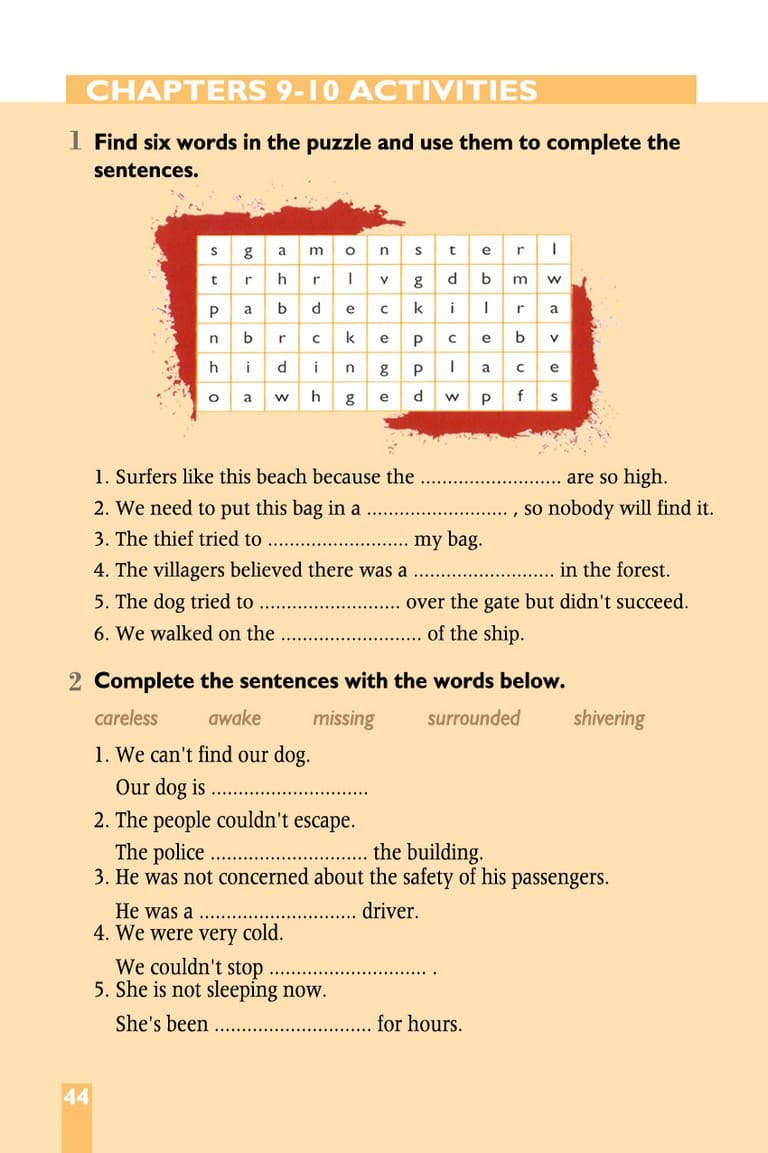 CHAPTERS 9-10 ACTIVITIES
1 Find six words in the puzzle and use them to complete the
sentences.
s g a m o n s t e r l
t r h r l v g d b m w
p a b d e c k i l r a
n b r c k e p c e b v
h i d i n g p l a c e
o a w h g e d w p f s
1. Surfers like this beach because the .......................... are so high.
2. We need to put this bag in a .......................... , so nobody will find it.
3. The thief tried to .......................... my bag.
4. The villagers believed there was a .......................... in the forest.
5. The dog tried to .......................... over the gate but didn't succeed.
6. We walked on the .......................... of the ship.
2 Complete the sentences with the words below.
careless awake missing surrounded shivering
1. We can't find our dog.
Our dog is .............................
2. The people couldn't escape.
The police ............................. the building.
3. He was not concerned about the safety of his passengers.
He was a ............................. driver.
4. We were very cold.
We couldn't stop ............................. .
5. She is not sleeping now.
She's been ............................. for hours.
44